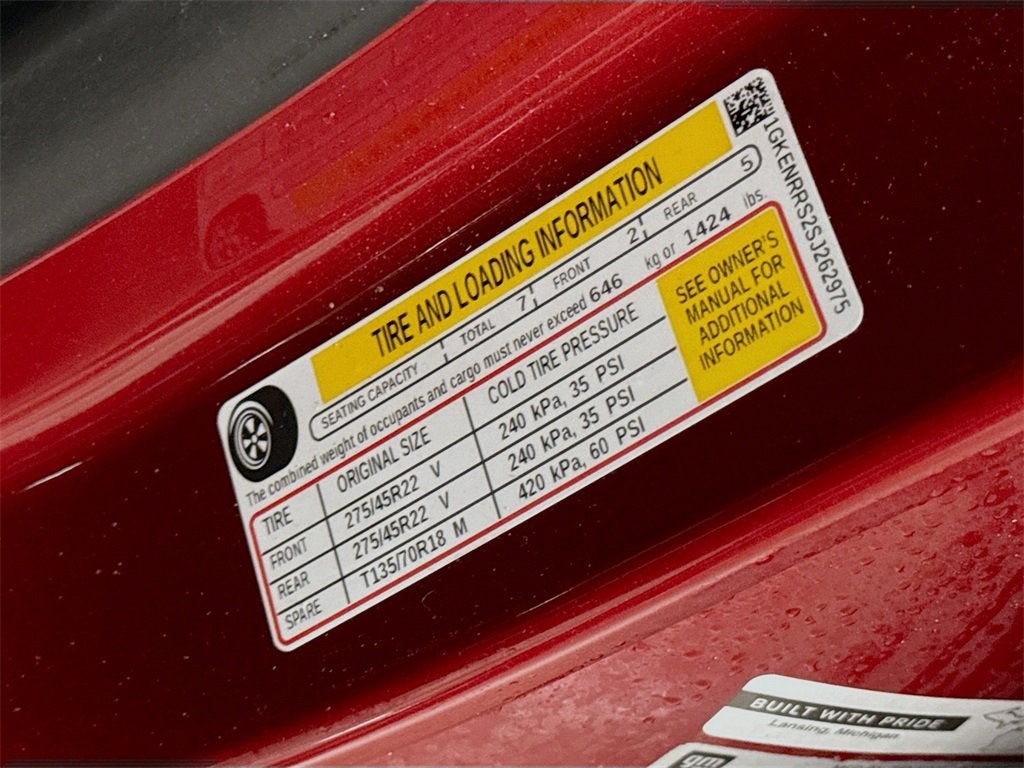 TIRE AND LOADING INFORMATION
SEATING CAPACITY TOTAL 7 FRONT 2 REAR 5
The combined weight of occupants and cargo must never exceed 646 kg or 1424 lbs.
TIRE ORIGINAL SIZE COLD TIRE PRESSURE
FRONT 275/45R22 V 240 kPa, 35 PSI
REAR 275/45R22 V 240 kPa, 35 PSI
SPARE T135/70R18 M 420 kPa, 60 PSI
SEE OWNER'S
MANUAL FOR
ADDITIONAL
INFORMATION
1GKENRRS2SJ262975
BUILT WITH PRIDE
Lansing, Michigan
gm